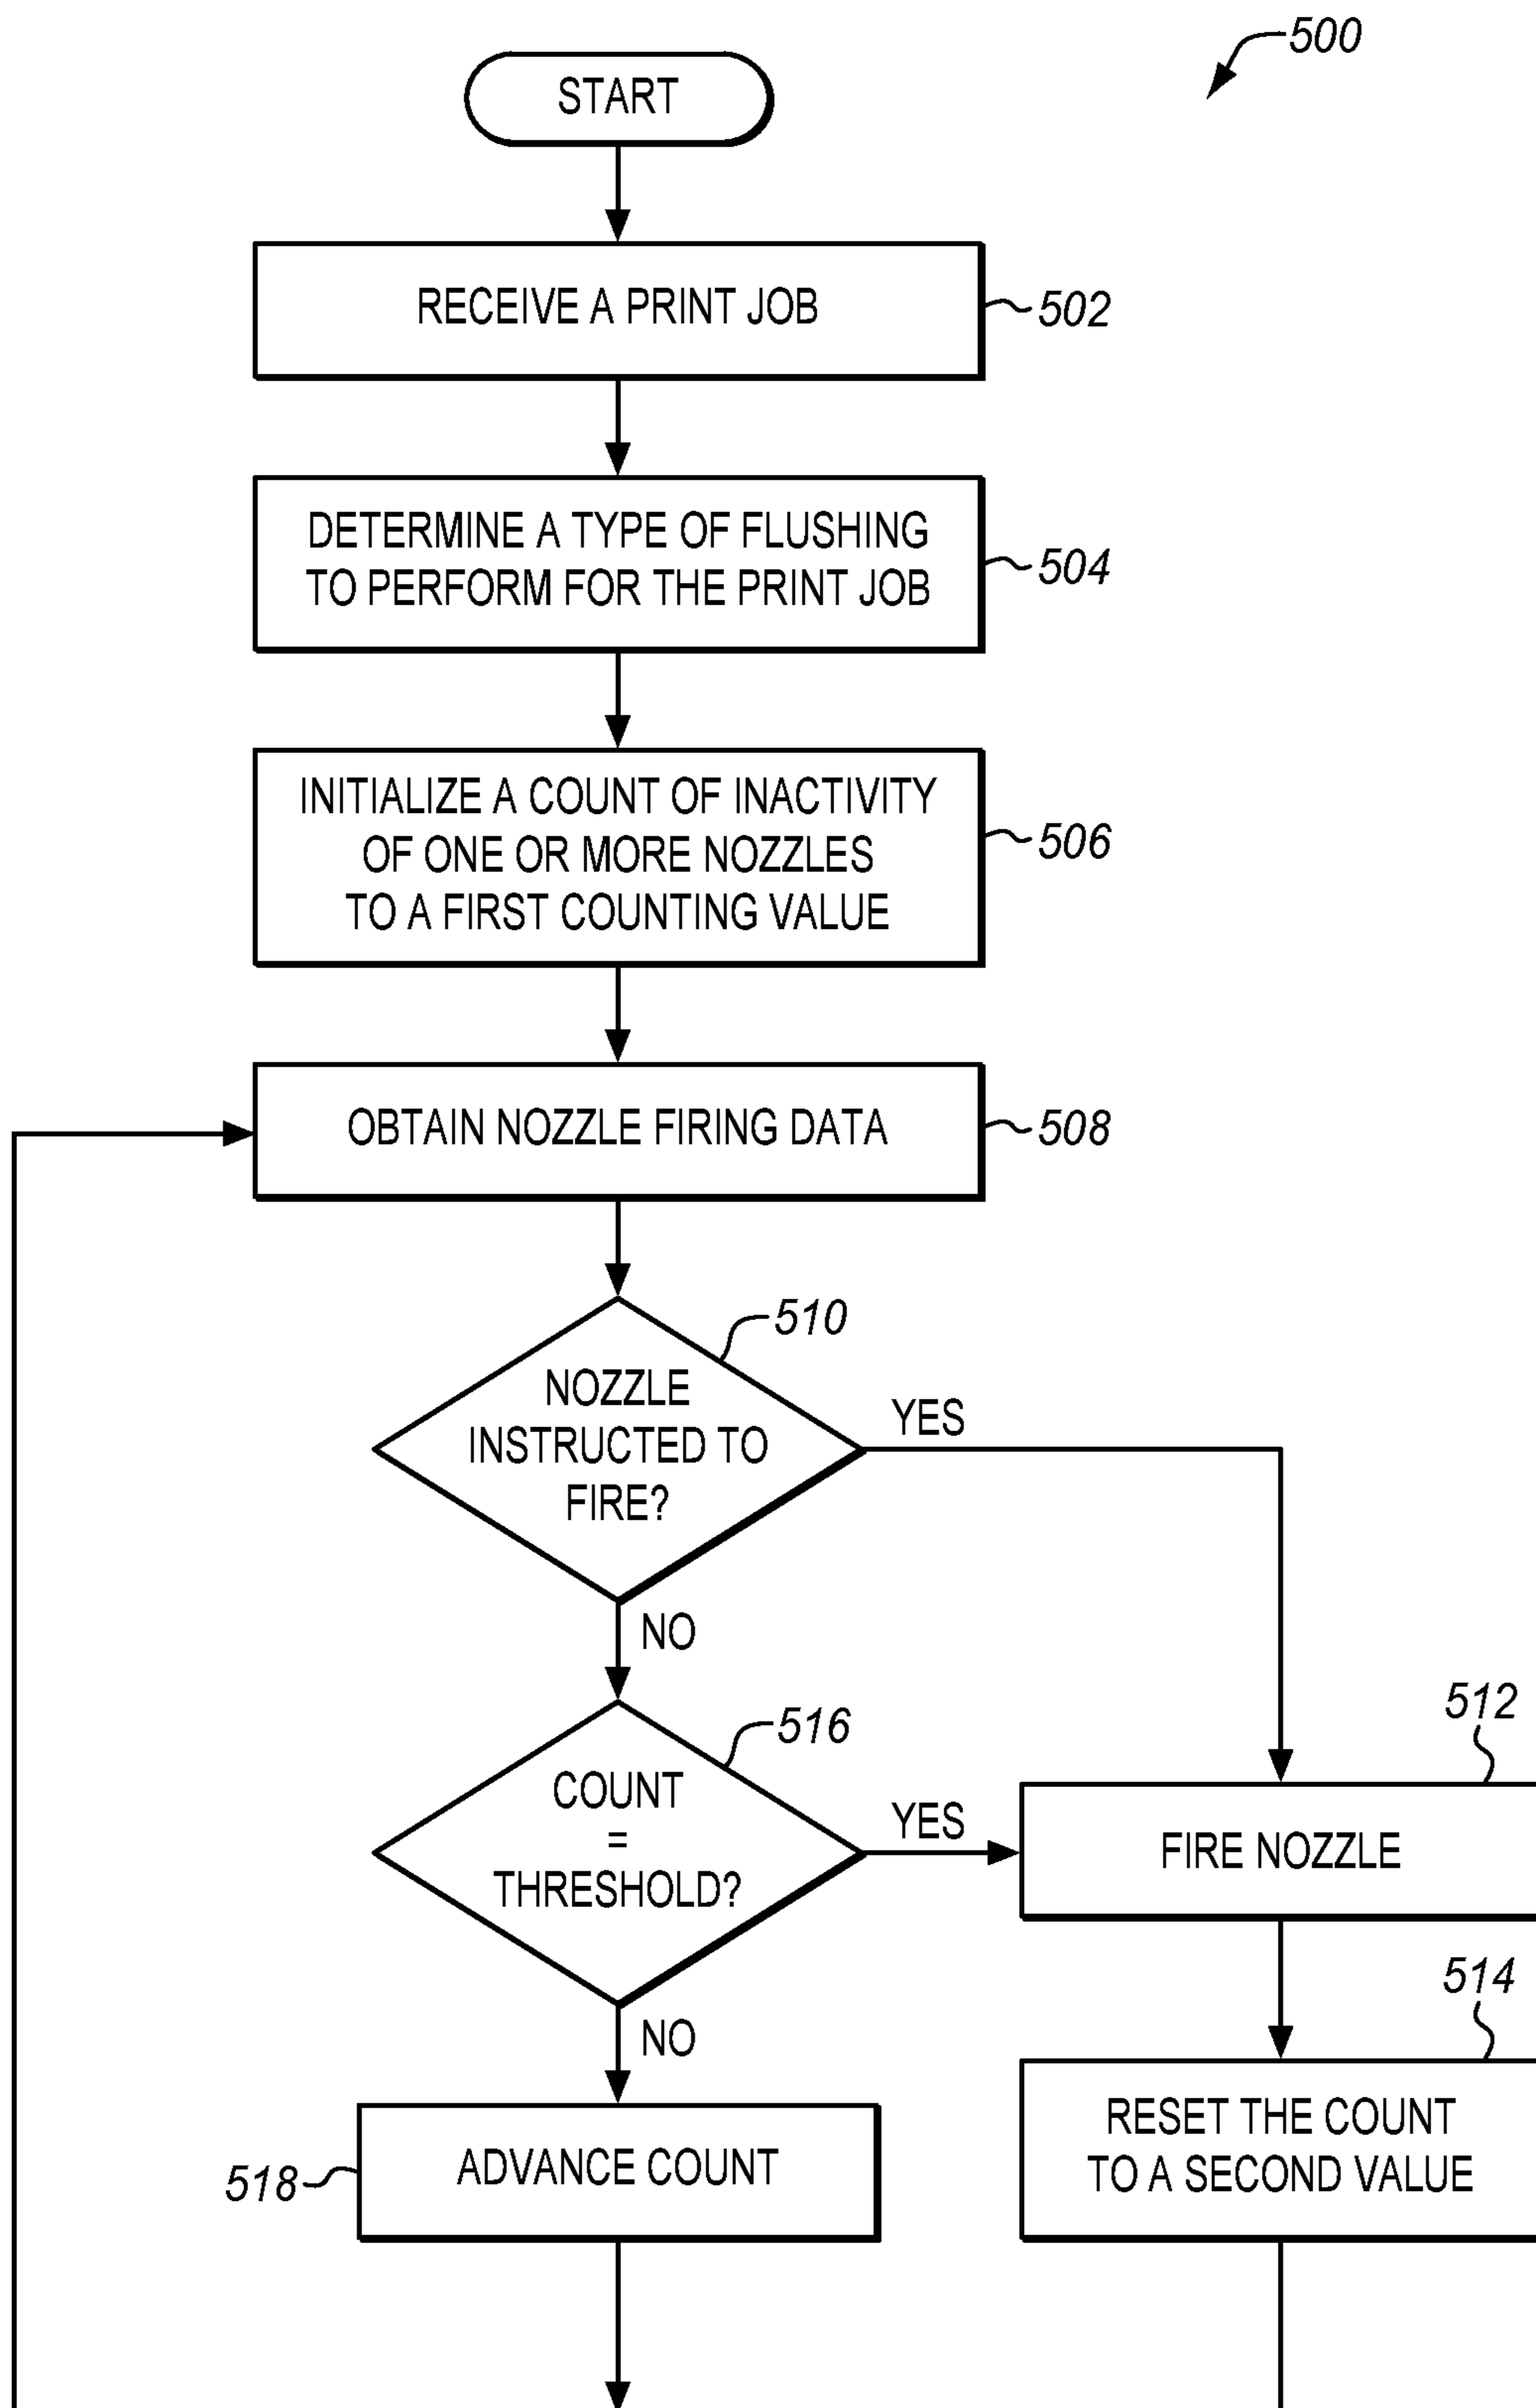 500
START
RECEIVE A PRINT JOB
502
DETERMINE A TYPE OF FLUSHING
TO PERFORM FOR THE PRINT JOB
504
INITIALIZE A COUNT OF INACTIVITY
OF ONE OR MORE NOZZLES
TO A FIRST COUNTING VALUE
506
OBTAIN NOZZLE FIRING DATA
508
510
NOZZLE
INSTRUCTED TO
FIRE?
YES
NO
516
COUNT
=
THRESHOLD?
YES
NO
512
FIRE NOZZLE
514
RESET THE COUNT
TO A SECOND VALUE
ADVANCE COUNT
518